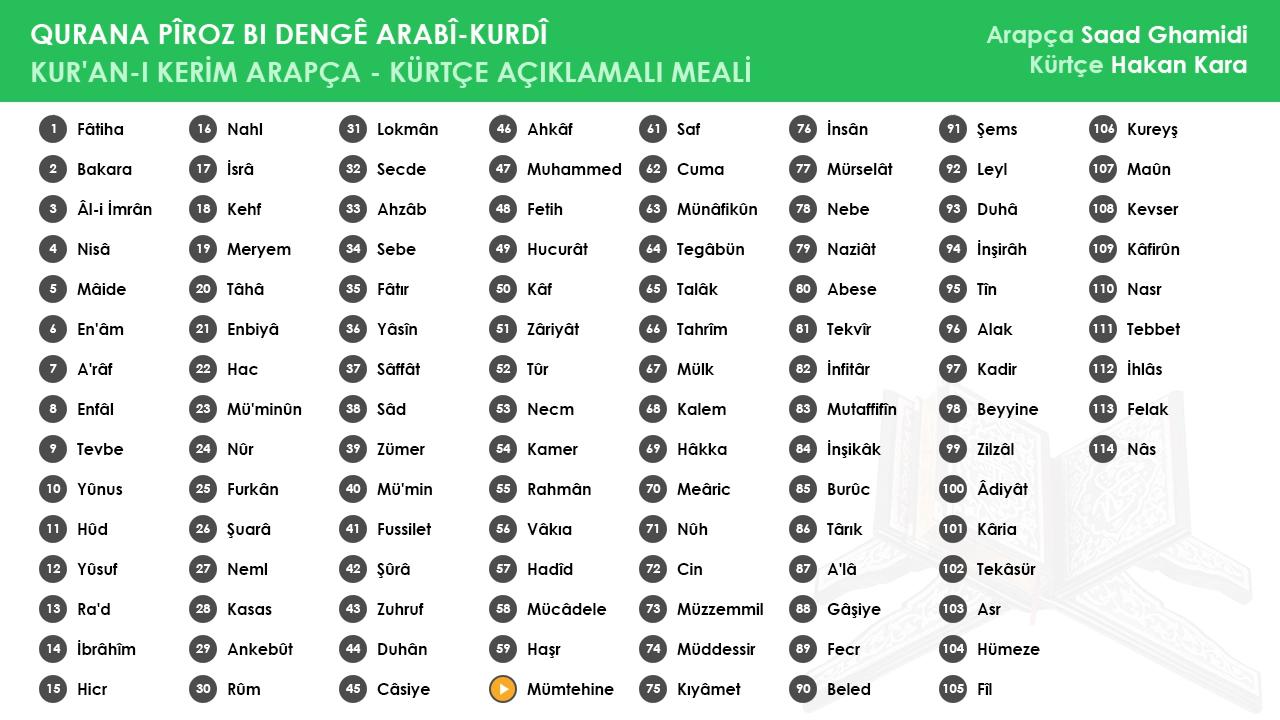 QURANA PÎROZ BI DENGÊ ARABÎ-KURDÎ
KUR'AN-I KERİM ARAPÇA - KÜRTÇE AÇIKLAMALI MEALİ
Arapça Saad Ghamidi
Kürtçe Hakan Kara
1 Fâtiha
2 Bakara
3 Âl-i İmrân
4 Nisâ
5 Mâide
6 En'âm
7 A'râf
8 Enfâl
9 Tevbe
10 Yûnus
11 Hûd
12 Yûsuf
13 Ra'd
14 İbrâhîm
15 Hicr
16 Nahl
17 İsrâ
18 Kehf
19 Meryem
20 Tâhâ
21 Enbiyâ
22 Hac
23 Mü'minûn
24 Nûr
25 Furkân
26 Şuarâ
27 Neml
28 Kasas
29 Ankebût
30 Rûm
31 Lokmân
32 Secde
33 Ahzâb
34 Sebe
35 Fâtır
36 Yâsîn
37 Sâffât
38 Sâd
39 Zümer
40 Mü'min
41 Fussilet
42 Şûrâ
43 Zuhruf
44 Duhân
45 Câsiye
46 Ahkâf
47 Muhammed
48 Fetih
49 Hucurât
50 Kâf
51 Zâriyât
52 Tûr
53 Necm
54 Kamer
55 Rahmân
56 Vâkıa
57 Hadîd
58 Mücâdele
59 Haşr
Mümtehine
61 Saf
62 Cuma
63 Münâfikûn
64 Tegâbün
65 Talâk
66 Tahrîm
67 Mülk
68 Kalem
69 Hâkka
70 Meâric
71 Nûh
72 Cin
73 Müzzemmil
74 Müddessir
75 Kıyâmet
76 İnsân
77 Mürselât
78 Nebe
79 Naziât
80 Abese
81 Tekvîr
82 İnfitâr
83 Mutaffifîn
84 İnşikâk
85 Burûc
86 Târık
87 A'lâ
88 Gâşiye
89 Fecr
90 Beled
91 Şems
92 Leyl
93 Duhâ
94 İnşirâh
95 Tîn
96 Alak
97 Kadir
98 Beyyine
99 Zilzâl
100 Âdiyât
101 Kâria
102 Tekâsür
103 Asr
104 Hümeze
105 Fîl
106 Kureyş
107 Maûn
108 Kevser
109 Kâfirûn
110 Nasr
111 Tebbet
112 İhlâs
113 Felak
114 Nâs